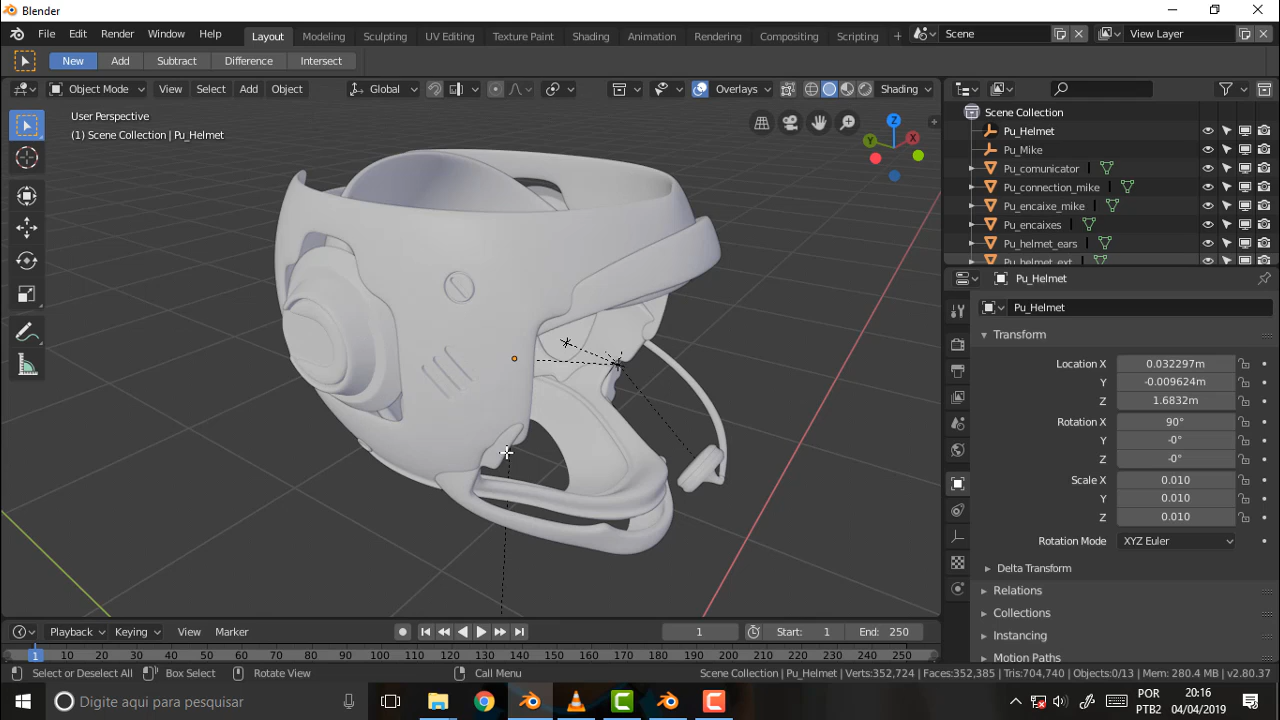 Blender
File Edit Render Window Help Layout Modeling Sculpting UV Editing Texture Paint Shading Animation Rendering Compositing Scripting + Scene View Layer
New Add Subtract Difference Intersect
Object Mode View Select Add Object Global Overlays Shading
User Perspective
(1) Scene Collection | Pu_Helmet
Z
Y
X
Scene Collection
Pu_Helmet
Pu_Mike
Pu_comunicator
Pu_connection_mike
Pu_encaixe_mike
Pu_encaixes
Pu_helmet_ears
Pu_helmet_ext
Pu_Helmet
Pu_Helmet
Transform
Location X 0.032297m
Y -0.009624m
Z 1.6832m
Rotation X 90°
Y -0°
Z -0°
Scale X 0.010
Y 0.010
Z 0.010
Rotation Mode XYZ Euler
Delta Transform
Relations
Collections
Instancing
Motion Paths
Playback Keying View Marker 1 Start: 1 End: 250
1 10 20 30 40 50 60 70 80 90 100 110 120 130 140 150 160 170 180 190 200 210 220 230 240 250
Select or Deselect All Box Select Rotate View Call Menu Scene Collection | Pu_Helmet | Verts:352,724 | Faces:352,385 | Tris:704,740 | Objects:0/13 | Mem: 280.4 MB | v2.80.37
Digite aqui para pesquisar
POR
PTB2
20:16
04/04/2019